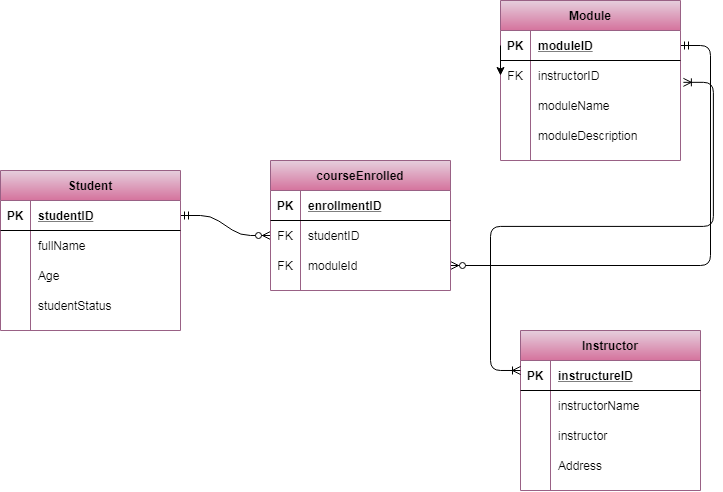 Module
PK moduleID
FK instructorID
moduleName
moduleDescription
courseEnrolled
PK enrollmentID
FK studentID
FK moduleId
Student
PK studentID
fullName
Age
studentStatus
Instructor
PK instructureID
instructorName
instructor
Address